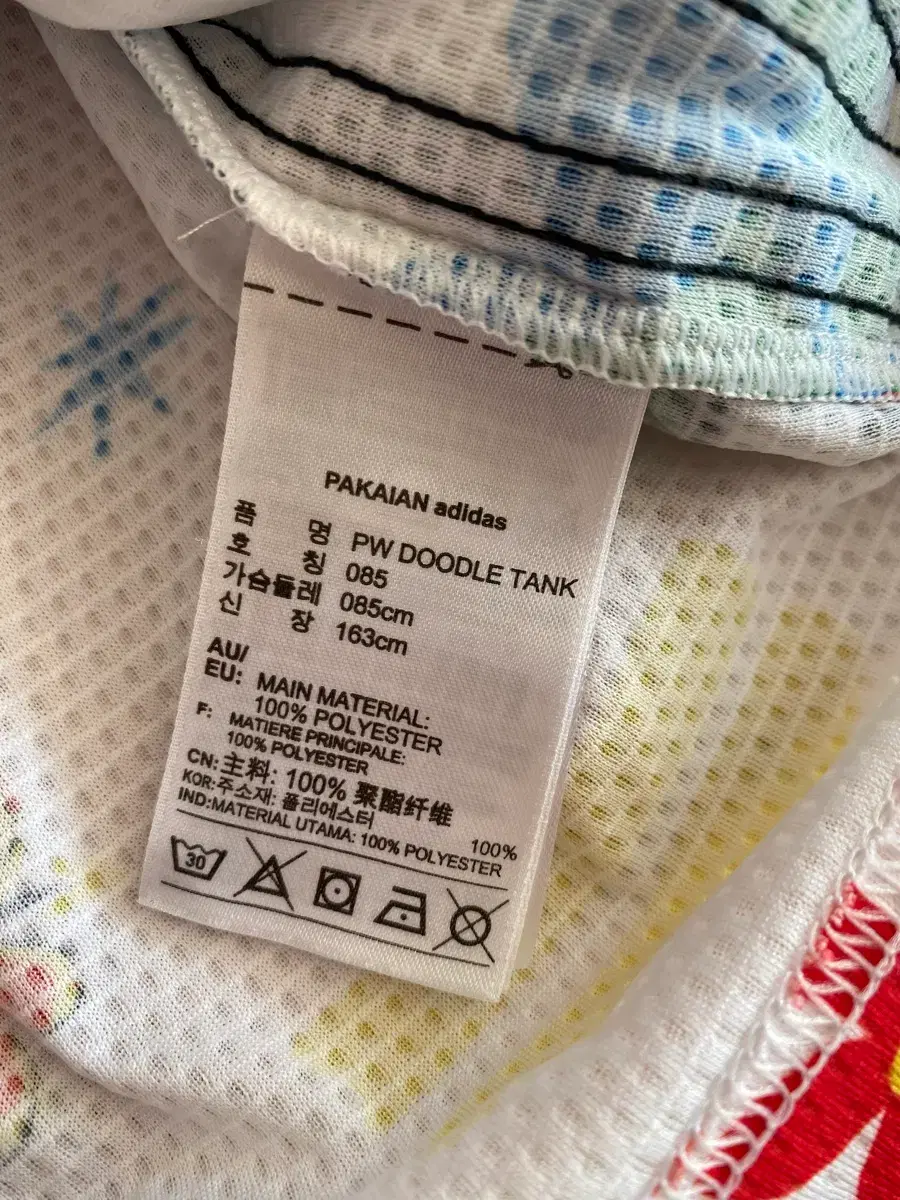 PAKAIAN adidas
품 명 PW DOODLE TANK
호 칭 085
가슴둘레 085cm
신 장 163cm
AU/
EU: MAIN MATERIAL:
100% POLYESTER
F: MATIERE PRINCIPALE:
100% POLYESTER
CN: 主料: 100% 聚酯纤维
KOR: 주소재: 폴리에스터 100%
IND: MATERIAL UTAMA: 100% POLYESTER
30